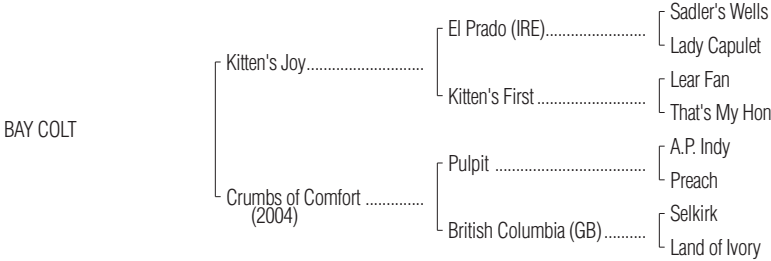 Sadler's Wells
El Prado (IRE)........................
Lady Capulet
Kitten's Joy............................
Lear Fan
Kitten's First ..........................
That's My Hon
BAY COLT
A.P. Indy
Pulpit ....................................
Preach
Crumbs of Comfort ..............
(2004)
Selkirk
British Columbia (GB)..........
Land of Ivory